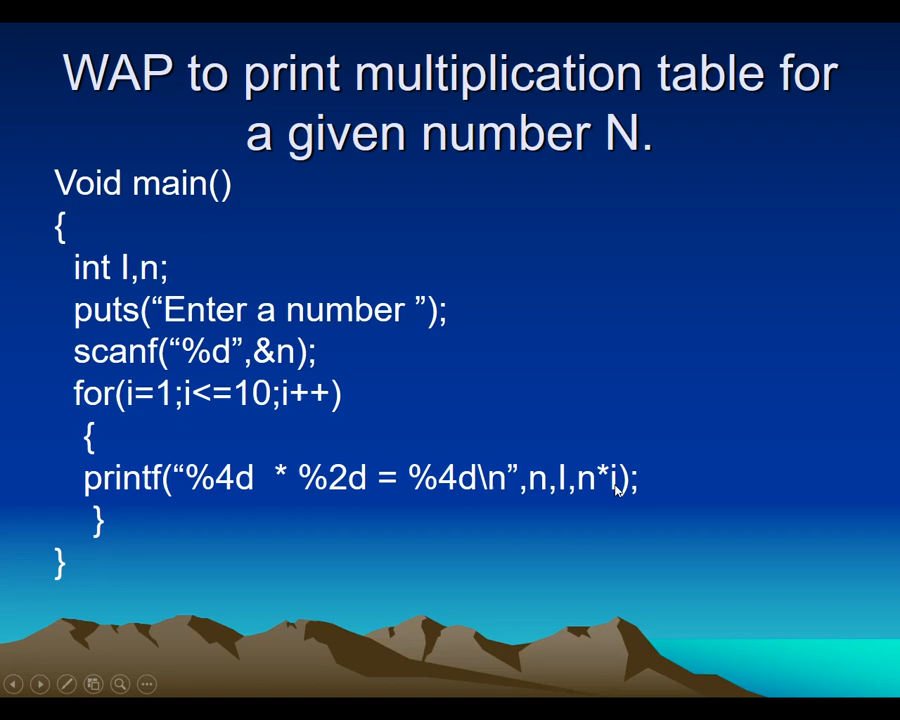 WAP to print multiplication table for
a given number N.
Void main()
{
int I,n;
puts(“Enter a number ”);
scanf(“%d”,&n);
for(i=1;i<=10;i++)
{
printf(“%4d * %2d = %4d\n”,n,I,n*i);
}
}